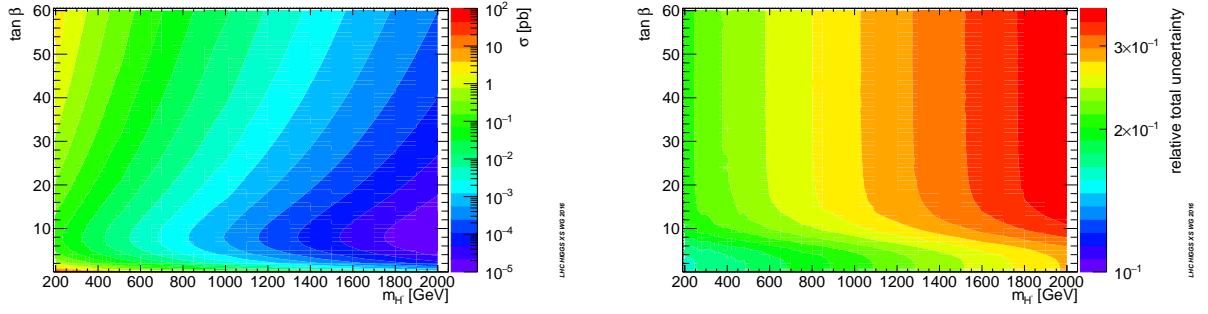 tan β
60
50
40
30
20
10
200 400 600 800 1000 1200 1400 1600 1800 2000
m_H⁻ [GeV]
10²
10
1
10⁻¹
10⁻²
10⁻³
10⁻⁴
10⁻⁵
σ [pb]
LHC HIGGS XS WG 2016
tan β
60
50
40
30
20
10
200 400 600 800 1000 1200 1400 1600 1800 2000
m_H⁻ [GeV]
3×10⁻¹
2×10⁻¹
10⁻¹
relative total uncertainty
LHC HIGGS XS WG 2016